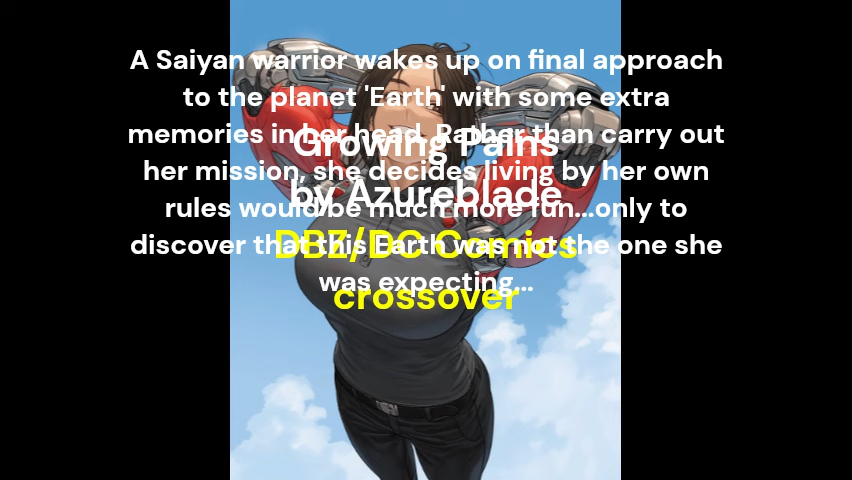 A Saiyan warrior wakes up on final approach
to the planet 'Earth' with some extra
memories in her head. Rather than carry out
her mission, she decides living by her own
rules would be much more fun...only to
discover that this Earth was not the one she
was expecting...
Growing Pains
by Azureblade
DBZ/DC Comics
crossover